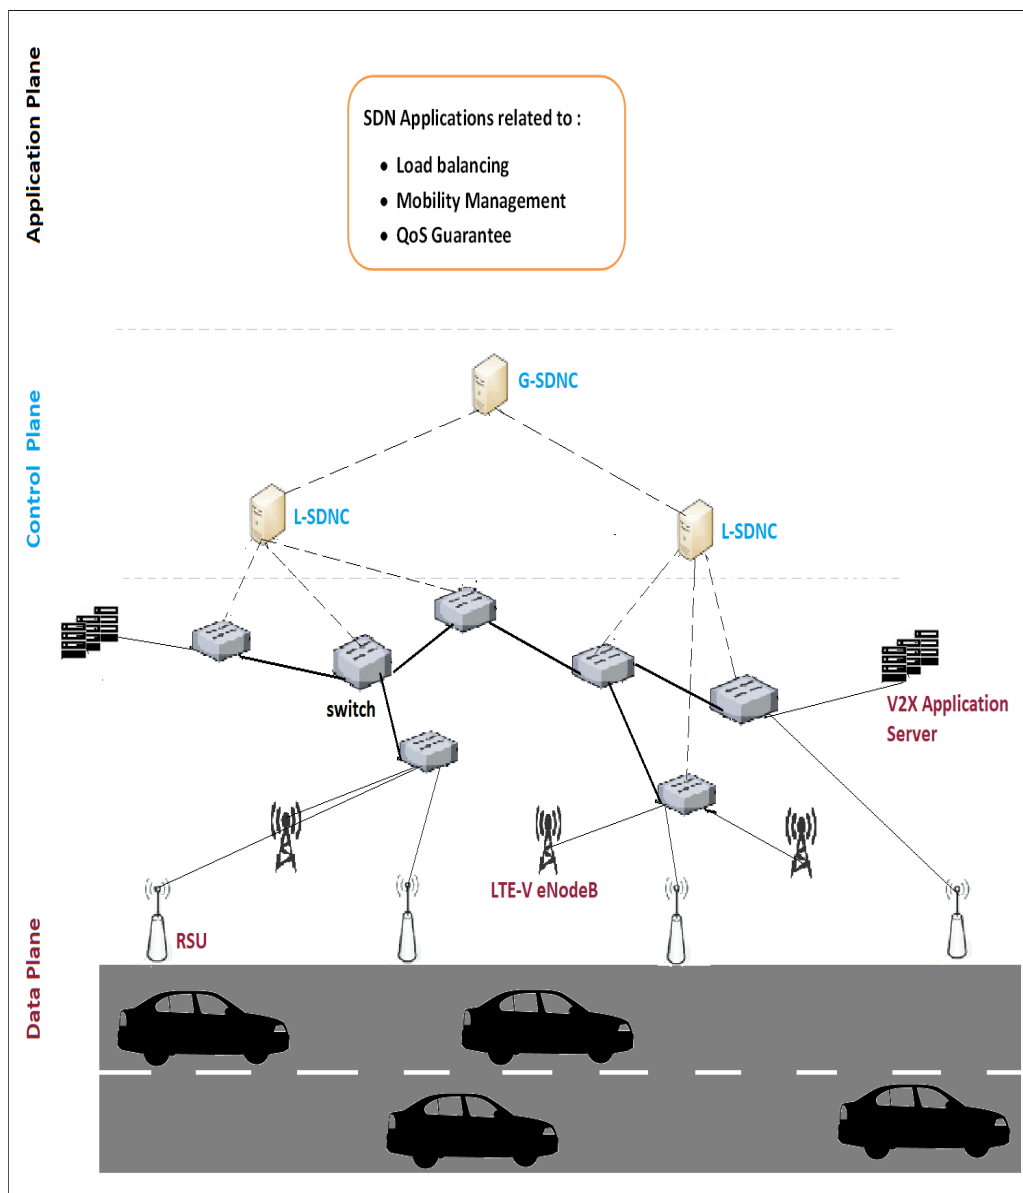 Application Plane
SDN Applications related to :
• Load balancing
• Mobility Management
• QoS Guarantee
Control Plane
G-SDNC
L-SDNC
L-SDNC
switch
V2X Application
Server
LTE-V eNodeB
RSU
Data Plane